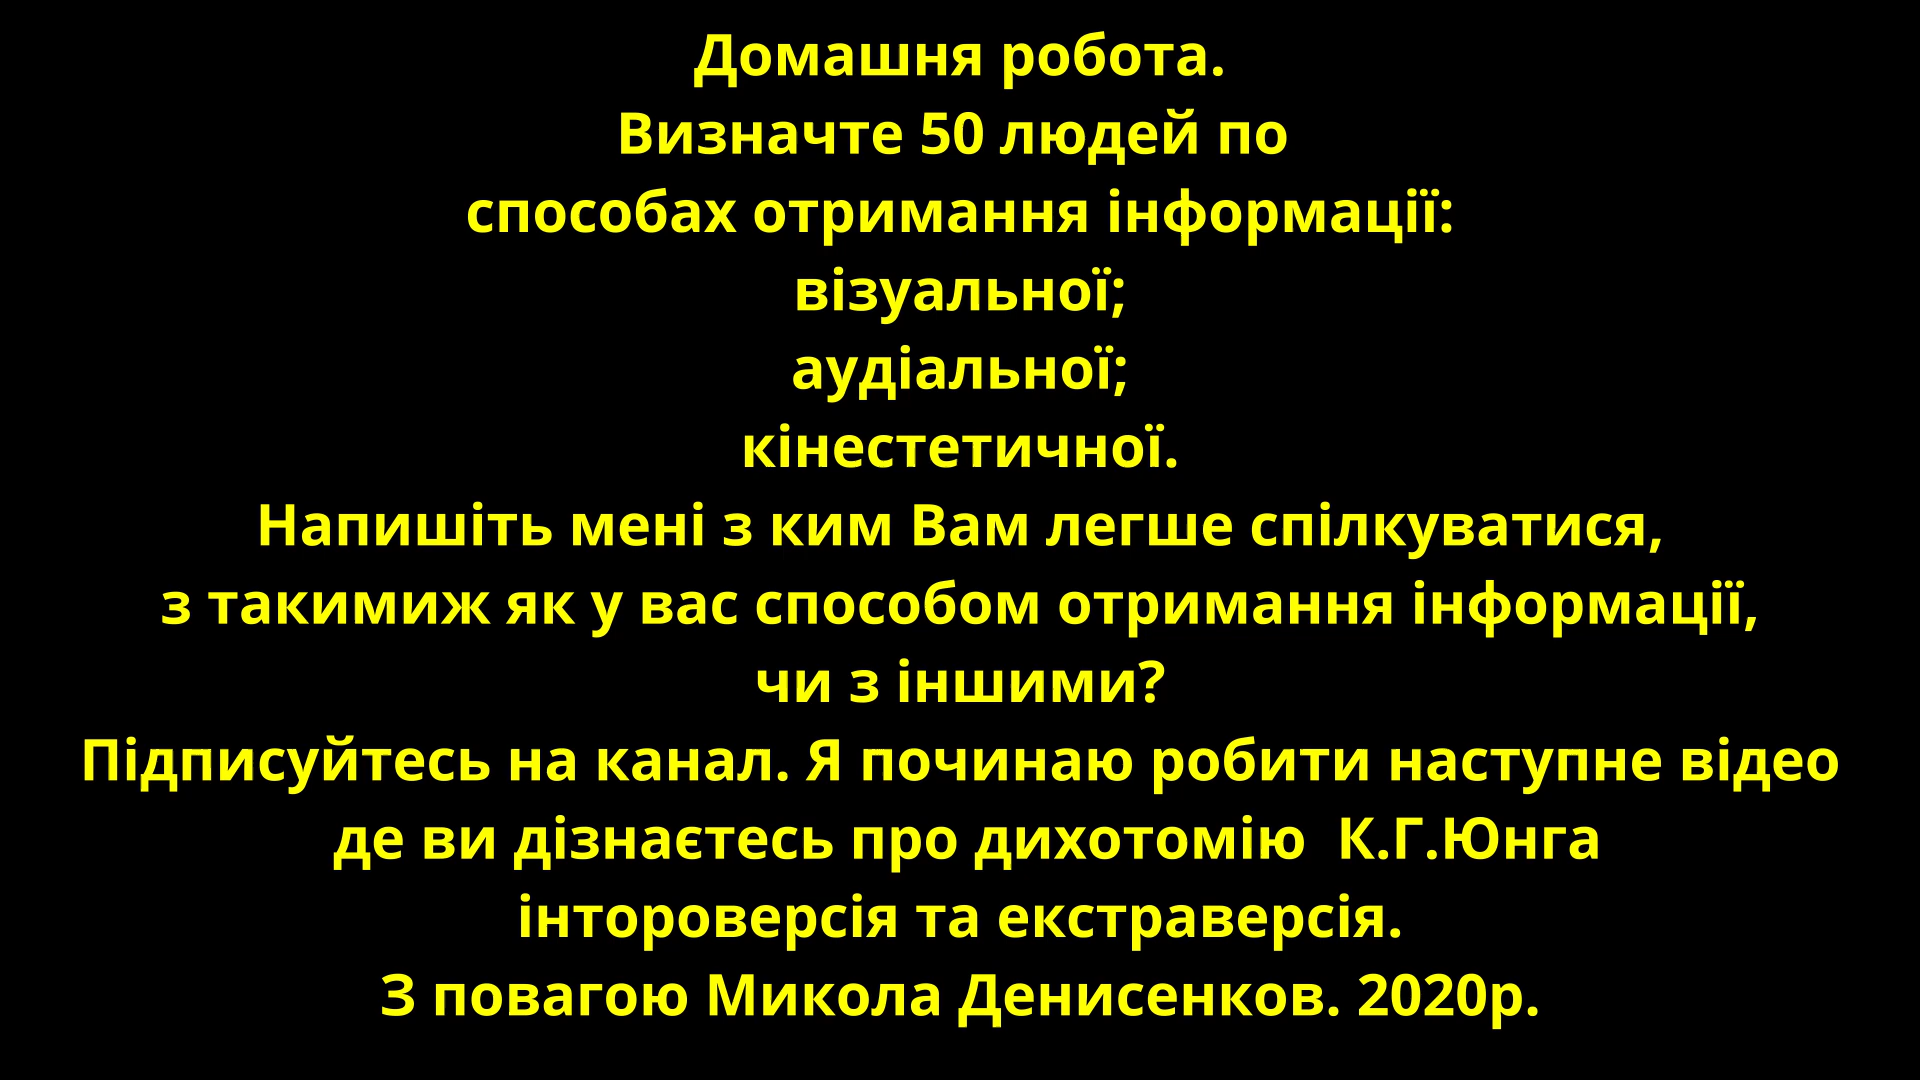 Домашня робота.
Визначте 50 людей по
способах отримання інформації:
візуальної;
аудіальної;
кінестетичної.
Напишіть мені з ким Вам легше спілкуватися,
з такимиж як у вас способом отримання інформації,
чи з іншими?
Підписуйтесь на канал. Я починаю робити наступне відео
де ви дізнаєтесь про дихотомію  К.Г.Юнга
інтороверсія та екстраверсія.
З повагою Микола Денисенков. 2020р.